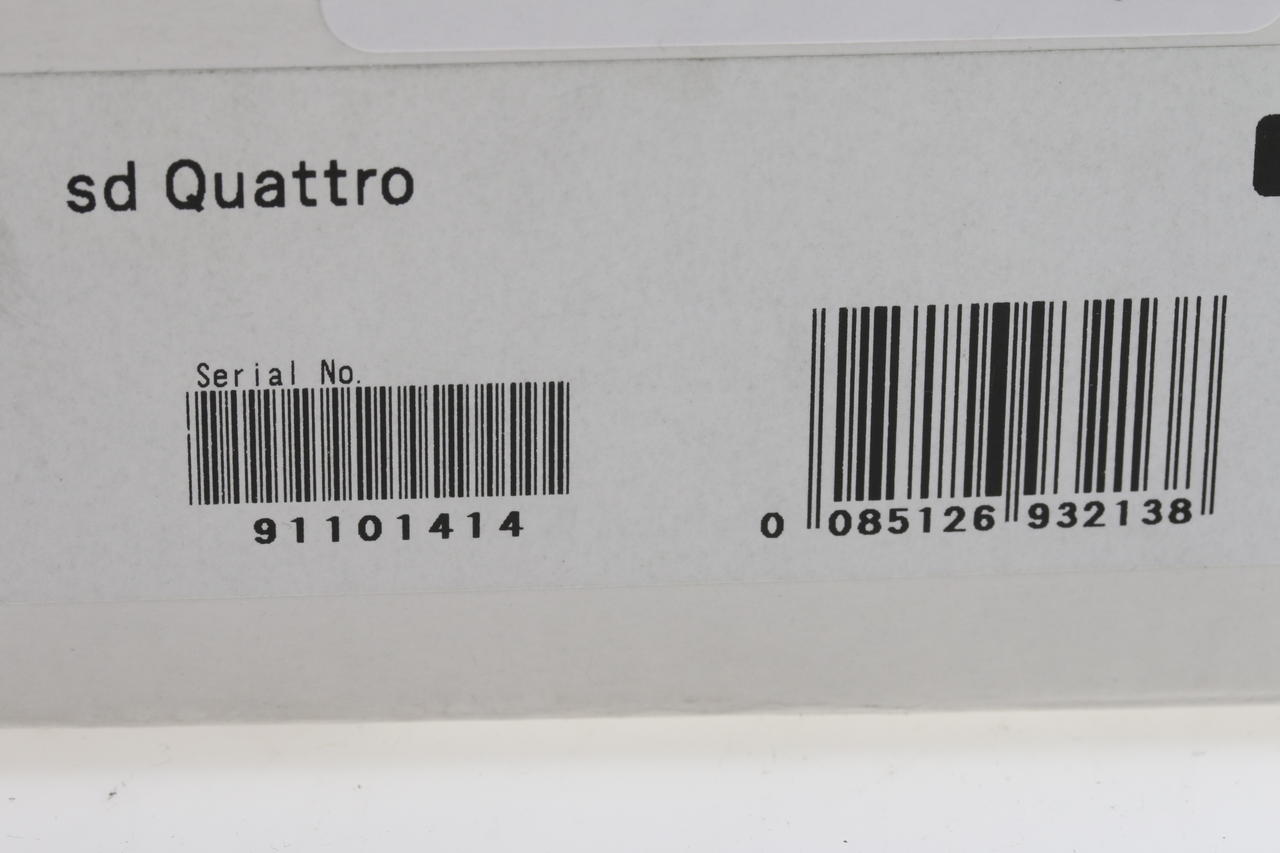 sd Quattro
Serial No.
91101414
0 085126 932138